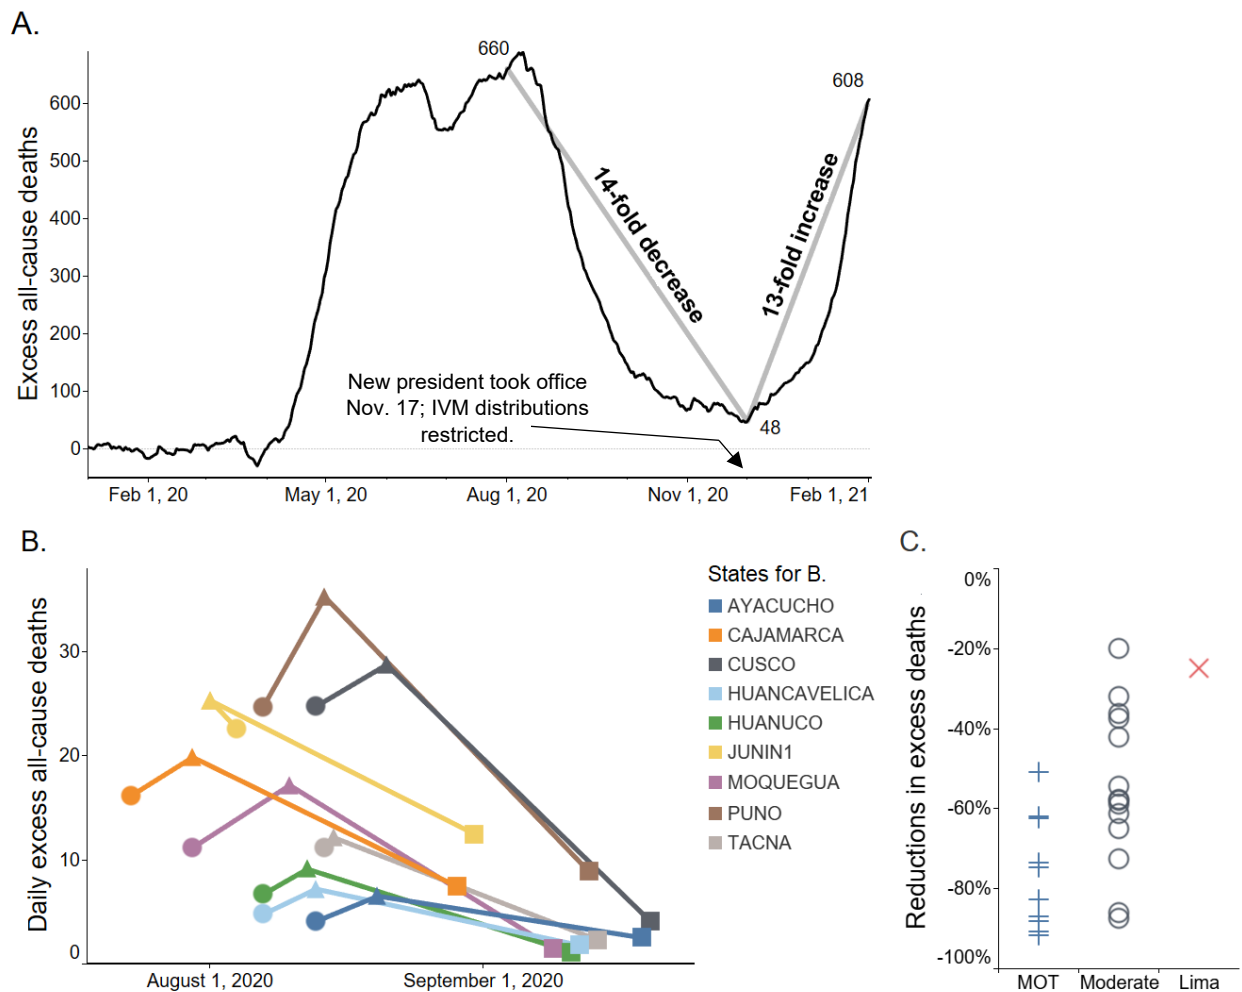 A.
Excess all-cause deaths
600
500
400
300
200
100
0
660
608
48
14-fold decrease
13-fold increase
New president took office
Nov. 17; IVM distributions
restricted.
Feb 1, 20
May 1, 20
Aug 1, 20
Nov 1, 20
Feb 1, 21
B.
Daily excess all-cause deaths
30
20
10
0
August 1, 2020
September 1, 2020
States for B.
AYACUCHO
CAJAMARCA
CUSCO
HUANCAVELICA
HUANUCO
JUNIN1
MOQUEGUA
PUNO
TACNA
C.
Reductions in excess deaths
0%
-20%
-40%
-60%
-80%
-100%
MOT
Moderate
Lima